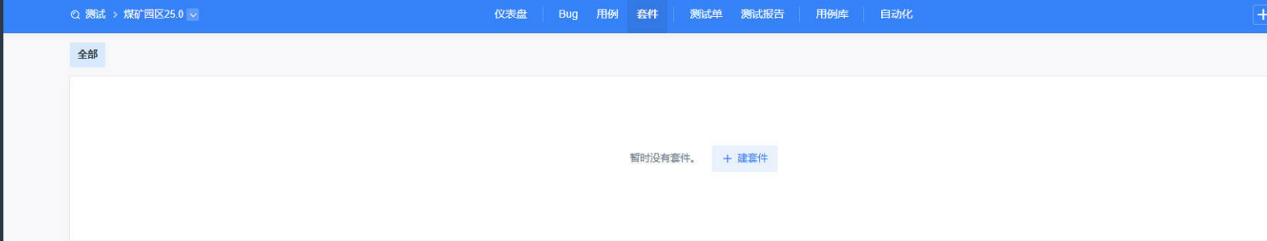 测试 > 煤矿园区25.0 仪表盘 Bug 用例 套件 测试单 测试报告 用例库 自动化
全部
暂时没有套件。 + 建套件